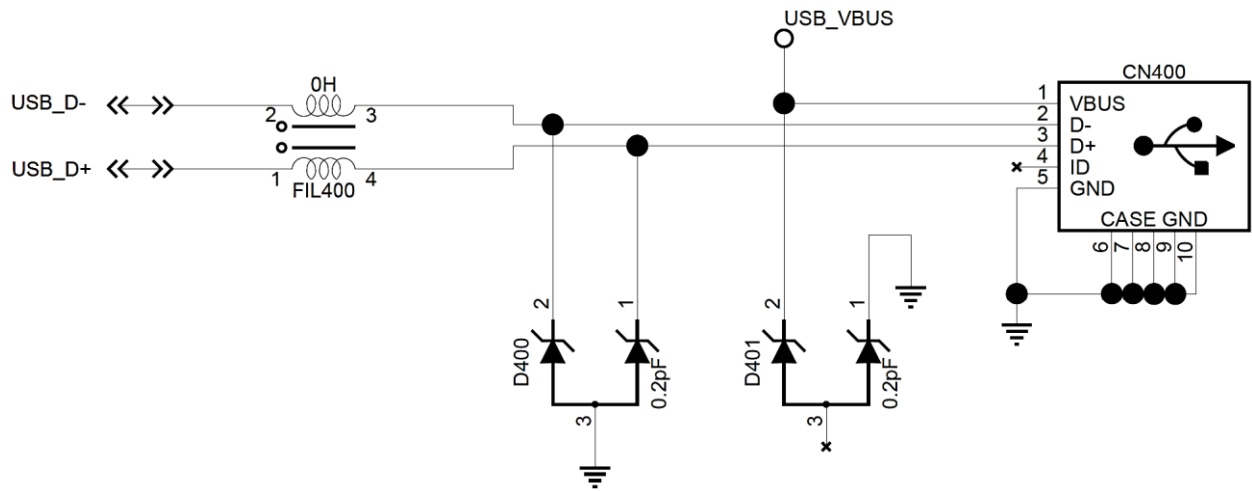 USB_VBUS
CN400
0H
USB_D-
2
3
1
VBUS
2
D-
3
D+
4
ID
5
GND
USB_D+
1
4
FIL400
CASE GND
6
7
8
9
10
2
1
2
1
D400
0.2pF
D401
0.2pF
3
3